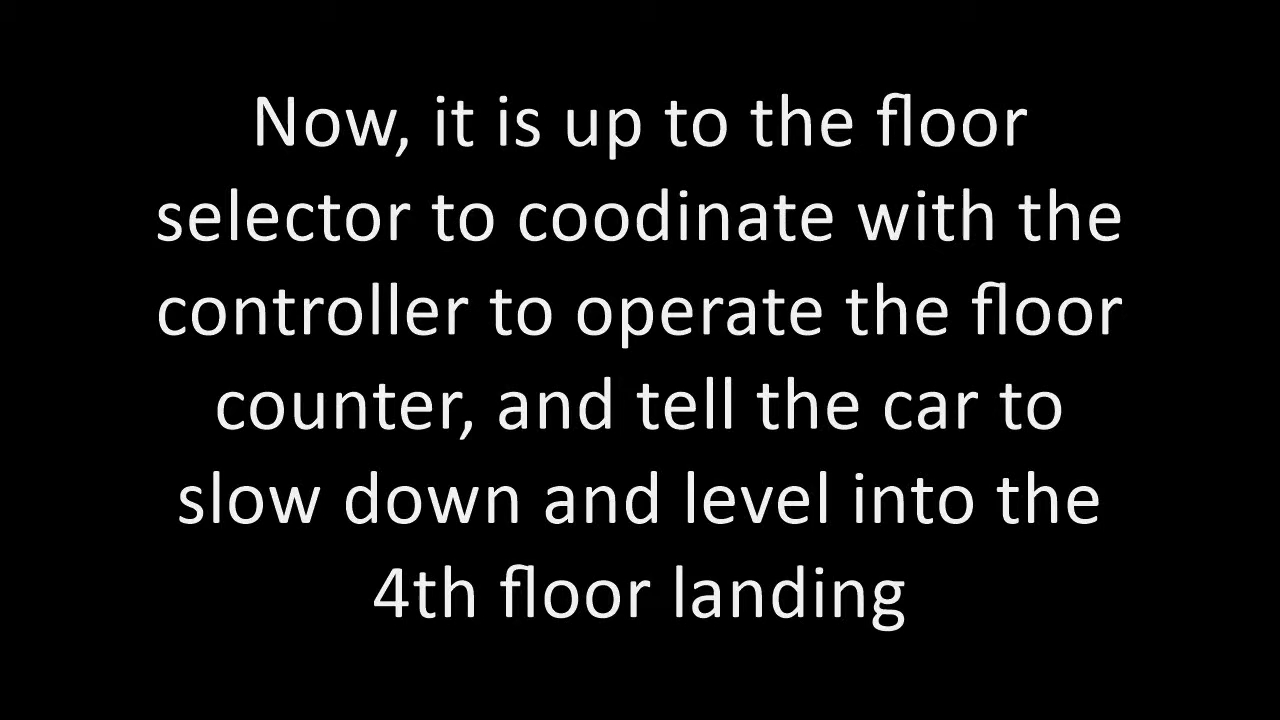 Now, it is up to the floor
selector to coodinate with the
controller to operate the floor
counter, and tell the car to
slow down and level into the
4th floor landing